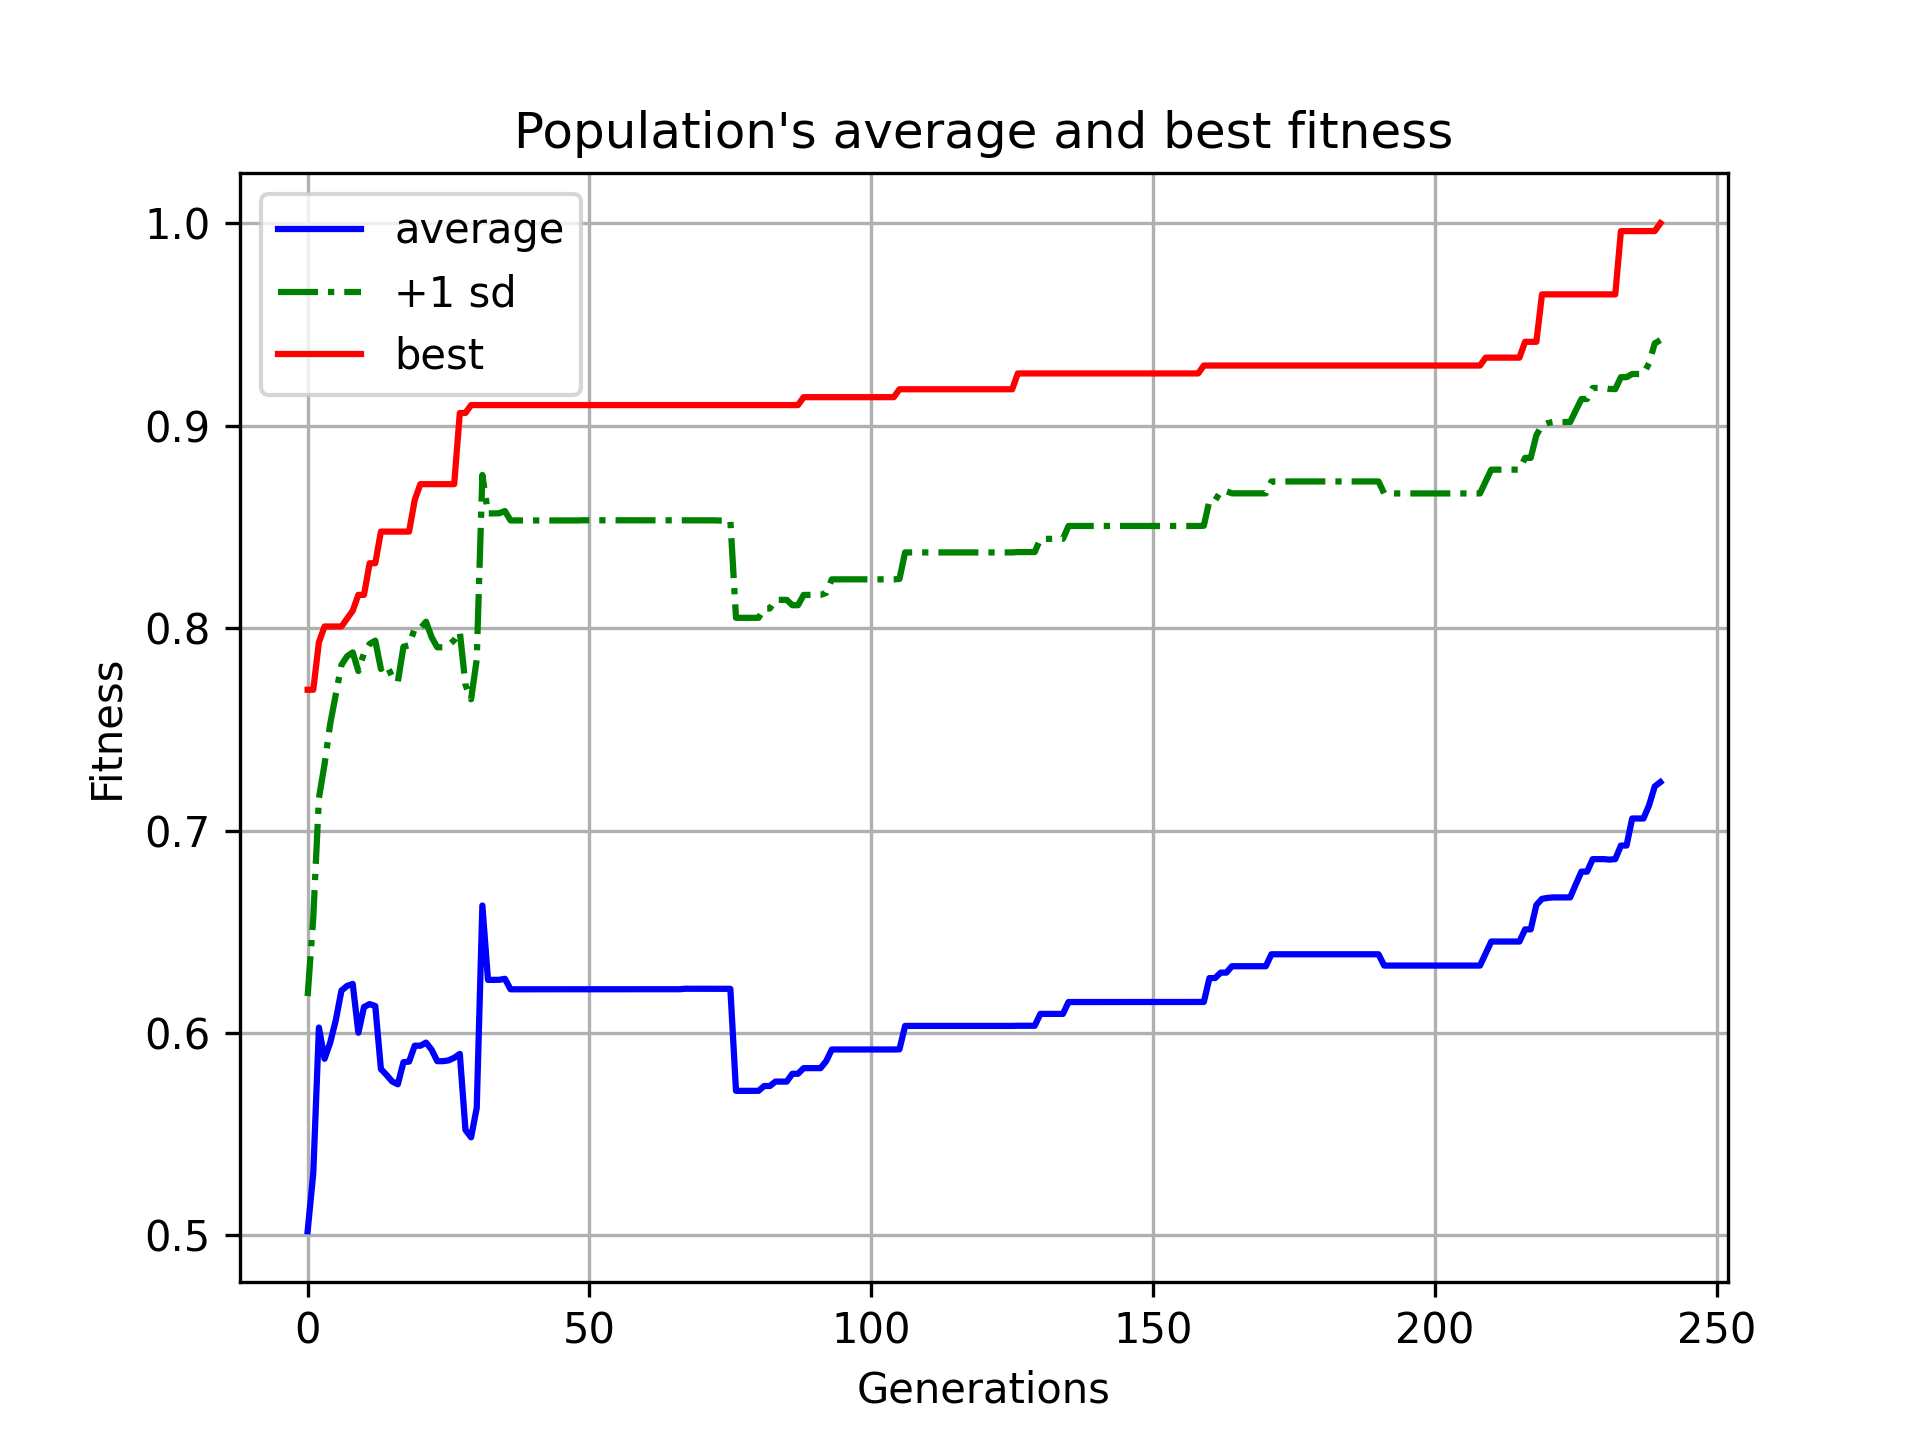 Population's average and best fitness
average
+1 sd
best
1.0
0.9
0.8
0.7
0.6
0.5
Fitness
0 50 100 150 200 250
Generations